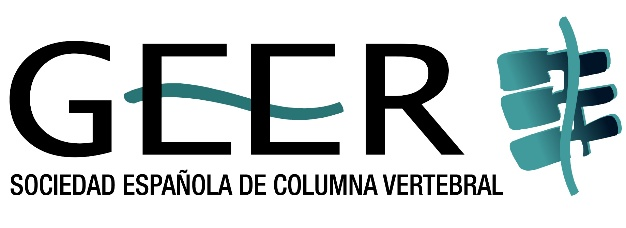 GEER
SOCIEDAD ESPAÑOLA DE COLUMNA VERTEBRAL